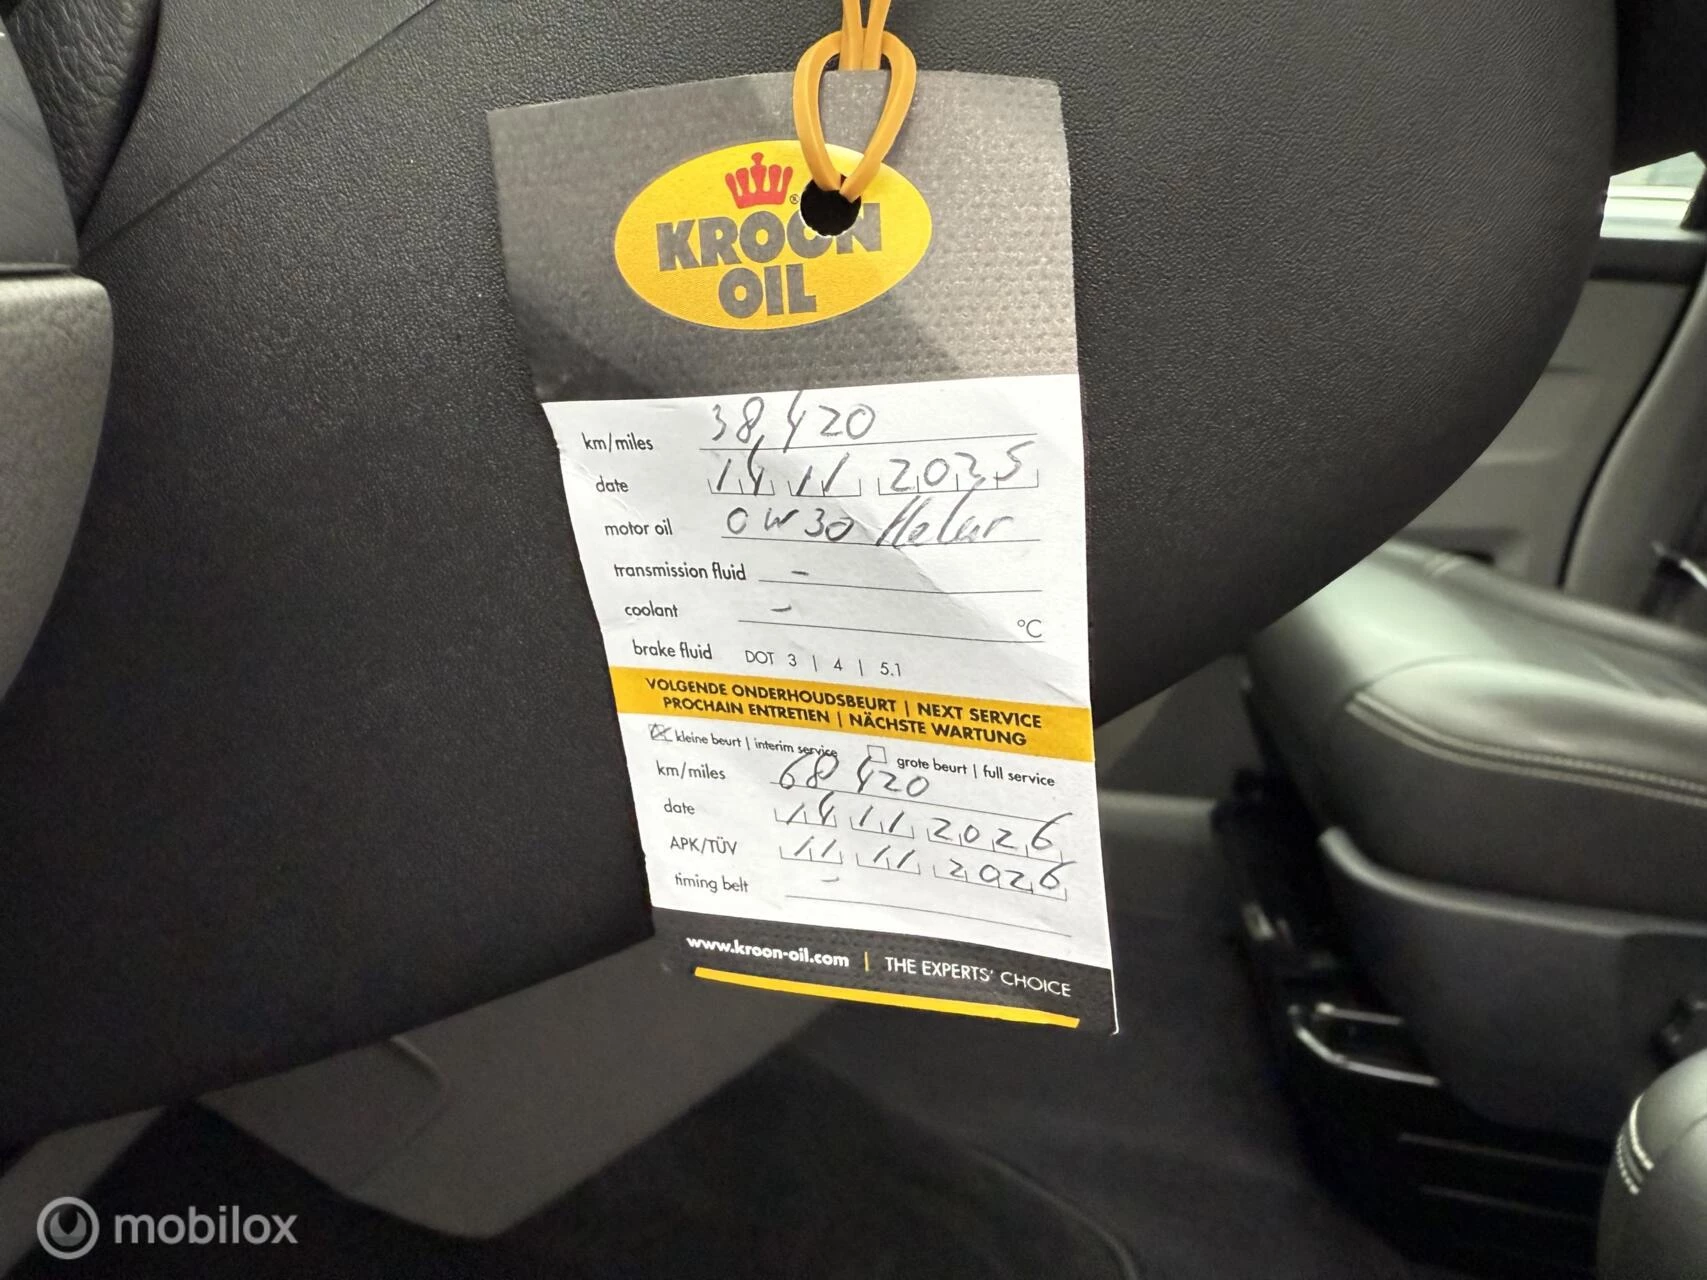 ®
KROON
OIL
km/miles 38,420
date 14 11 2025
motor oil 0W30
transmission fluid -
coolant - °C
brake fluid DOT 3 | 4 | 5.1
VOLGENDE ONDERHOUDSBEURT | NEXT SERVICE
PROCHAIN ENTRETIEN | NÄCHSTE WARTUNG
kleine beurt | interim service grote beurt | full service
km/miles 68 420
date 14 11 2026
APK/TÜV 11 11 2026
timing belt -
www.kroon-oil.com | THE EXPERTS' CHOICE
mobilox